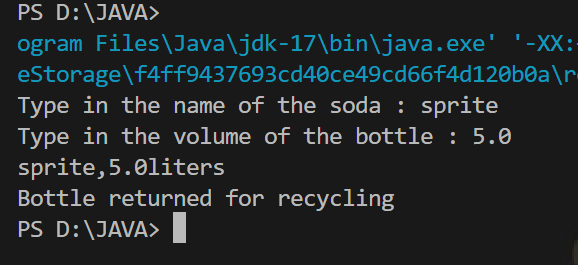 PS D:\JAVA>
ogram Files\Java\jdk-17\bin\java.exe' '-XX:
eStorage\f4ff9437693cd40ce49cd66f4d120b0a\r
Type in the name of the soda : sprite
Type in the volume of the bottle : 5.0
sprite,5.0liters
Bottle returned for recycling
PS D:\JAVA>